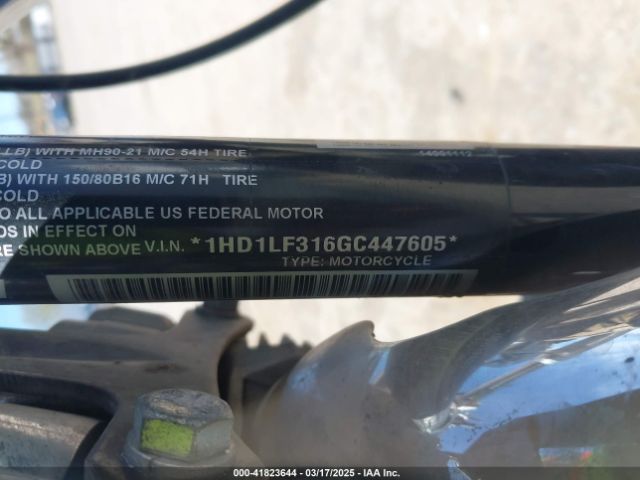 LB) WITH MH90-21 M/C 54H TIRE
COLD
B) WITH 150/80B16 M/C 71H TIRE
COLD
TO ALL APPLICABLE US FEDERAL MOTOR
DS IN EFFECT ON
RE SHOWN ABOVE V.I.N. *1HD1LF316GC447605*
TYPE: MOTORCYCLE
000-41823644 - 03/17/2025 - IAA Inc.